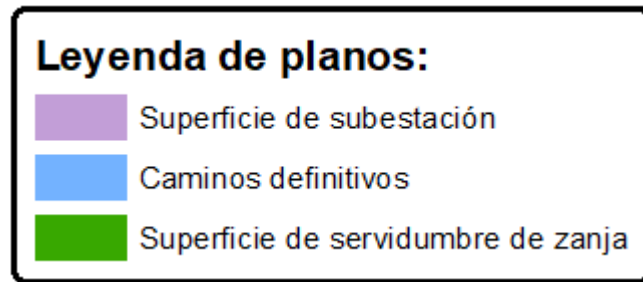 Leyenda de planos:
Superficie de subestación
Caminos definitivos
Superficie de servidumbre de zanja